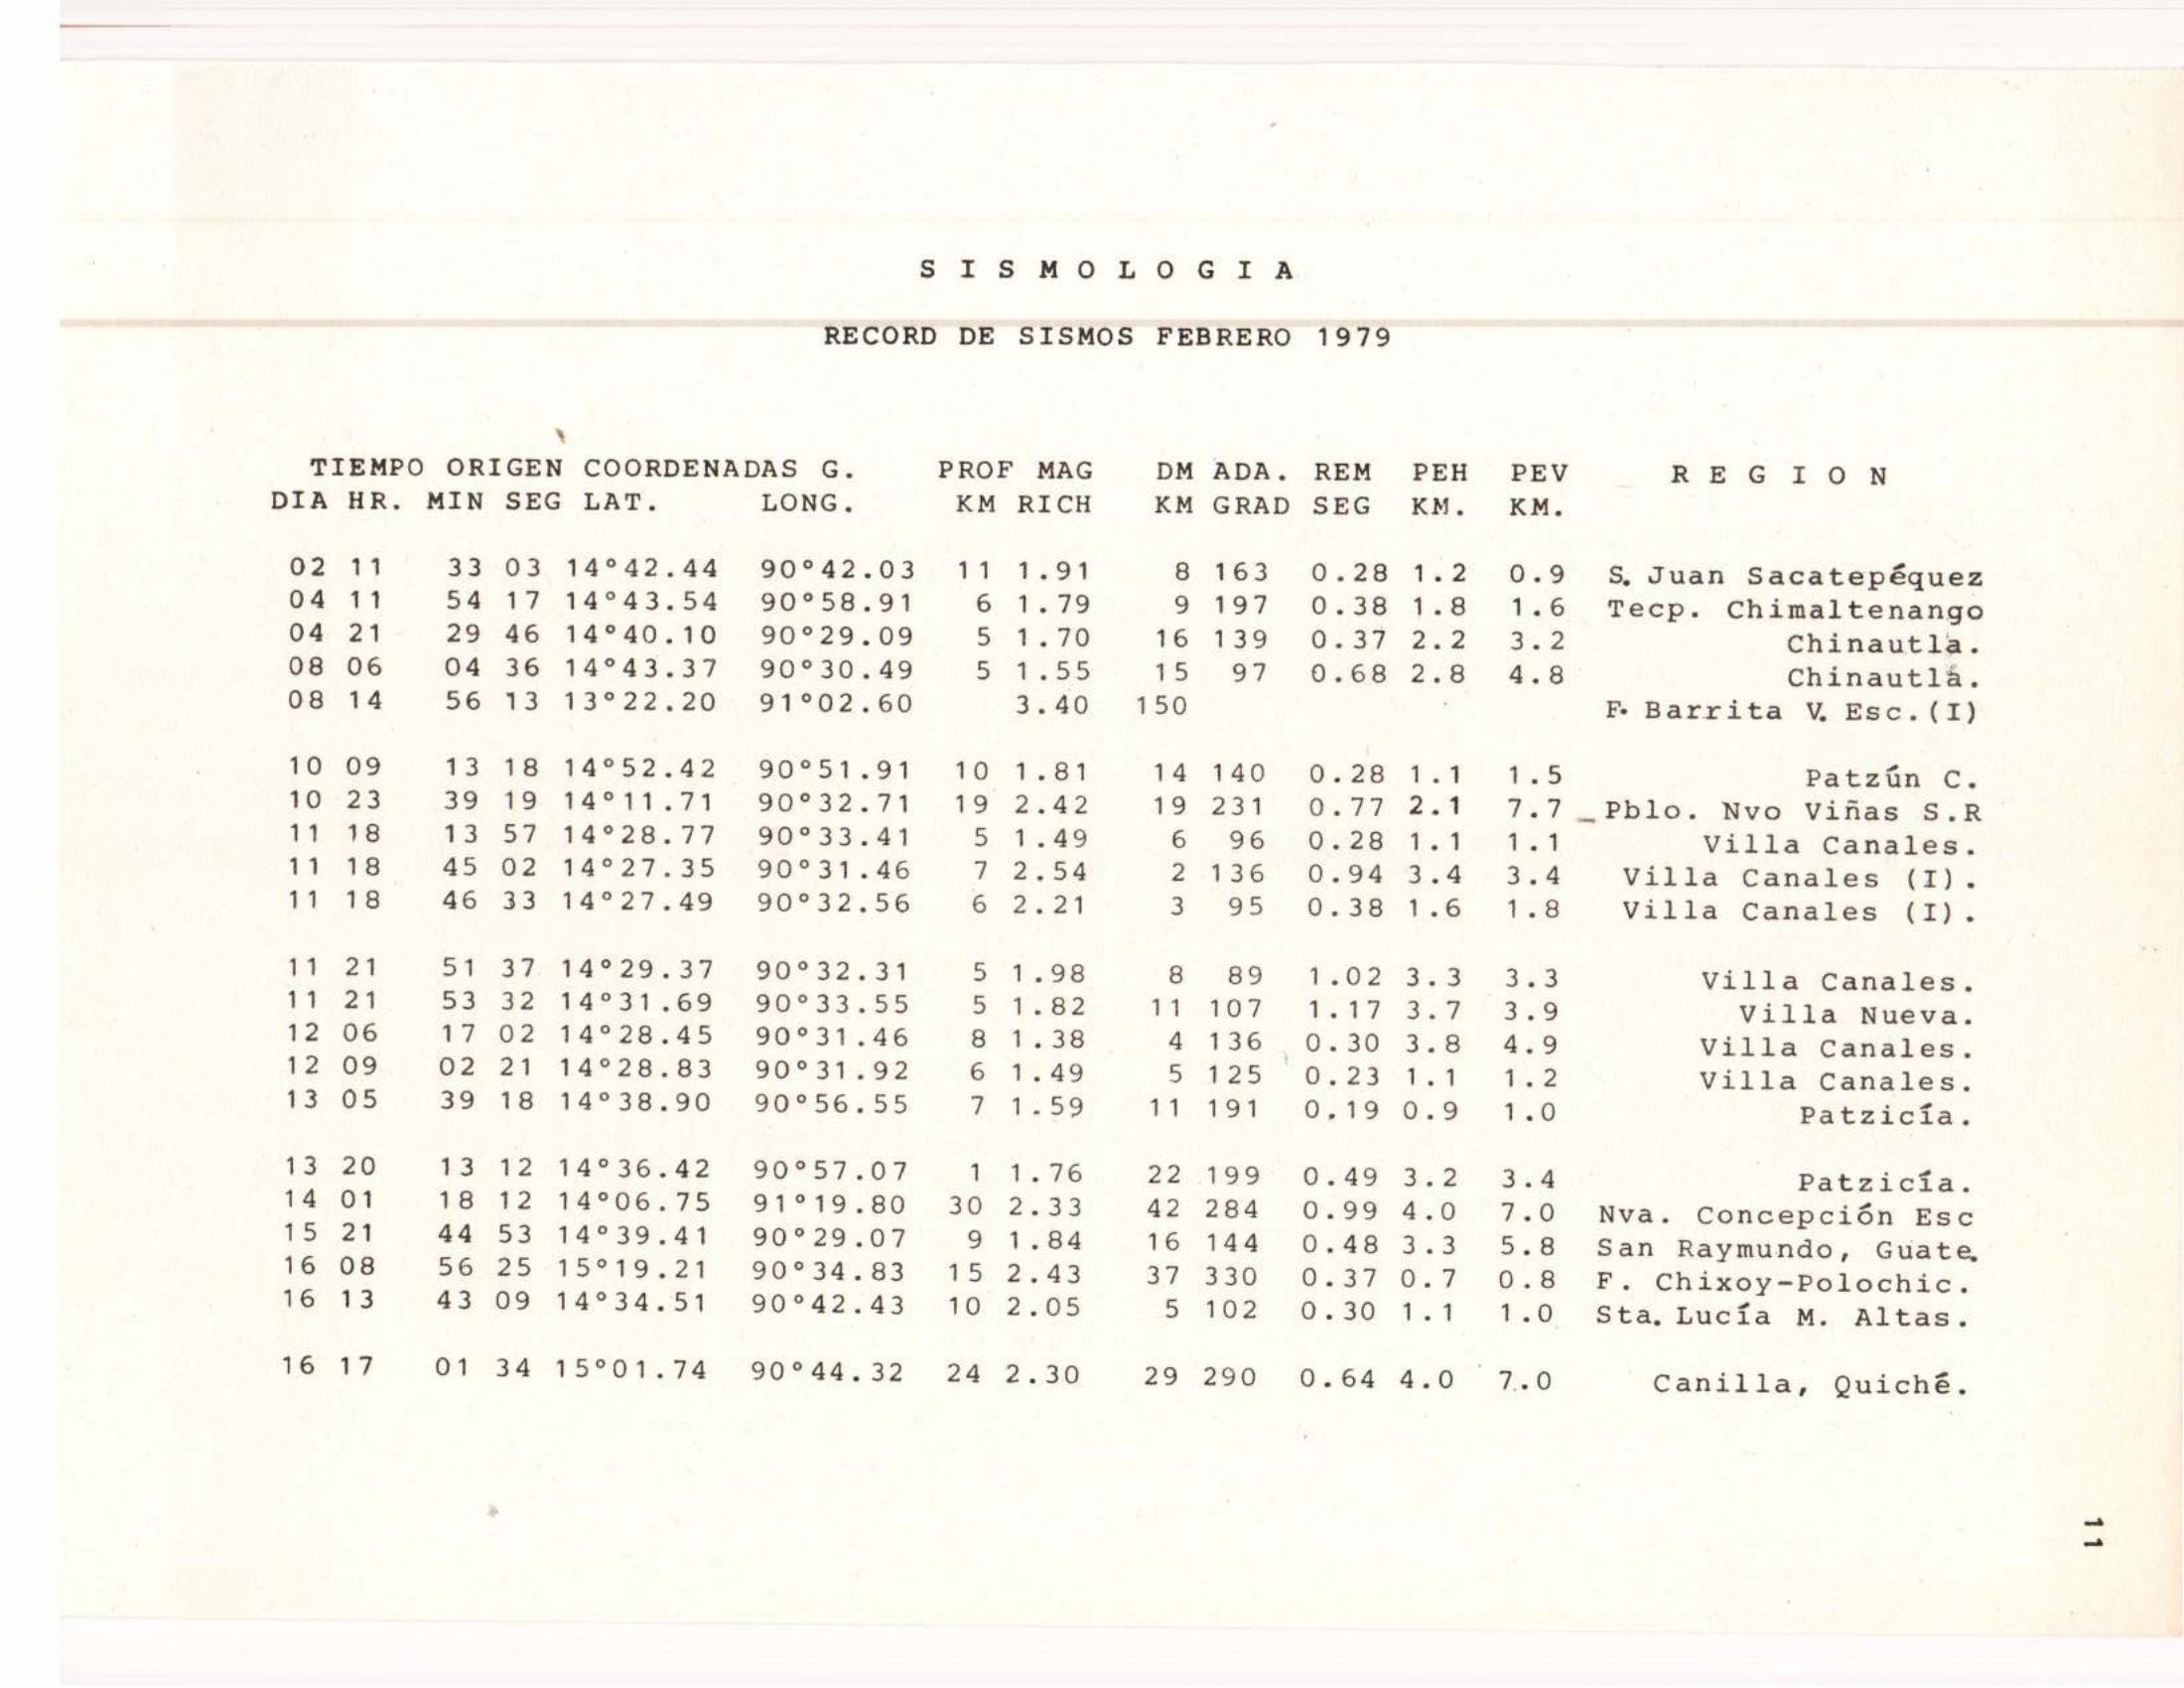 S I S M O L O G I A
RECORD DE SISMOS FEBRERO 1979
TIEMPO ORIGEN COORDENADAS G. PROF MAG DM ADA. REM PEH PEV R E G I O N
DIA HR. MIN SEG LAT. LONG. KM RICH KM GRAD SEG KM. KM.
02 11 33 03 14°42.44 90°42.03 11 1.91 8 163 0.28 1.2 0.9 S. Juan Sacatepéquez
04 11 54 17 14°43.54 90°58.91 6 1.79 9 197 0.38 1.8 1.6 Tecp. Chimaltenango
04 21 29 46 14°40.10 90°29.09 5 1.70 16 139 0.37 2.2 3.2 Chinautla.
08 06 04 36 14°43.37 90°30.49 5 1.55 15 97 0.68 2.8 4.8 Chinautla.
08 14 56 13 13°22.20 91°02.60 3.40 150 F. Barrita V. Esc.(I)
10 09 13 18 14°52.42 90°51.91 10 1.81 14 140 0.28 1.1 1.5 Patzún C.
10 23 39 19 14°11.71 90°32.71 19 2.42 19 231 0.77 2.1 7.7 _Pblo. Nvo Viñas S.R
11 18 13 57 14°28.77 90°33.41 5 1.49 6 96 0.28 1.1 1.1 Villa Canales.
11 18 45 02 14°27.35 90°31.46 7 2.54 2 136 0.94 3.4 3.4 Villa Canales (I).
11 18 46 33 14°27.49 90°32.56 6 2.21 3 95 0.38 1.6 1.8 Villa Canales (I).
11 21 51 37 14°29.37 90°32.31 5 1.98 8 89 1.02 3.3 3.3 Villa Canales.
11 21 53 32 14°31.69 90°33.55 5 1.82 11 107 1.17 3.7 3.9 Villa Nueva.
12 06 17 02 14°28.45 90°31.46 8 1.38 4 136 0.30 3.8 4.9 Villa Canales.
12 09 02 21 14°28.83 90°31.92 6 1.49 5 125 0.23 1.1 1.2 Villa Canales.
13 05 39 18 14°38.90 90°56.55 7 1.59 11 191 0.19 0.9 1.0 Patzicía.
13 20 13 12 14°36.42 90°57.07 1 1.76 22 199 0.49 3.2 3.4 Patzicía.
14 01 18 12 14°06.75 91°19.80 30 2.33 42 284 0.99 4.0 7.0 Nva. Concepción Esc
15 21 44 53 14°39.41 90°29.07 9 1.84 16 144 0.48 3.3 5.8 San Raymundo, Guate.
16 08 56 25 15°19.21 90°34.83 15 2.43 37 330 0.37 0.7 0.8 F. Chixoy-Polochic.
16 13 43 09 14°34.51 90°42.43 10 2.05 5 102 0.30 1.1 1.0 Sta. Lucía M. Altas.
16 17 01 34 15°01.74 90°44.32 24 2.30 29 290 0.64 4.0 7.0 Canilla, Quiché.
11